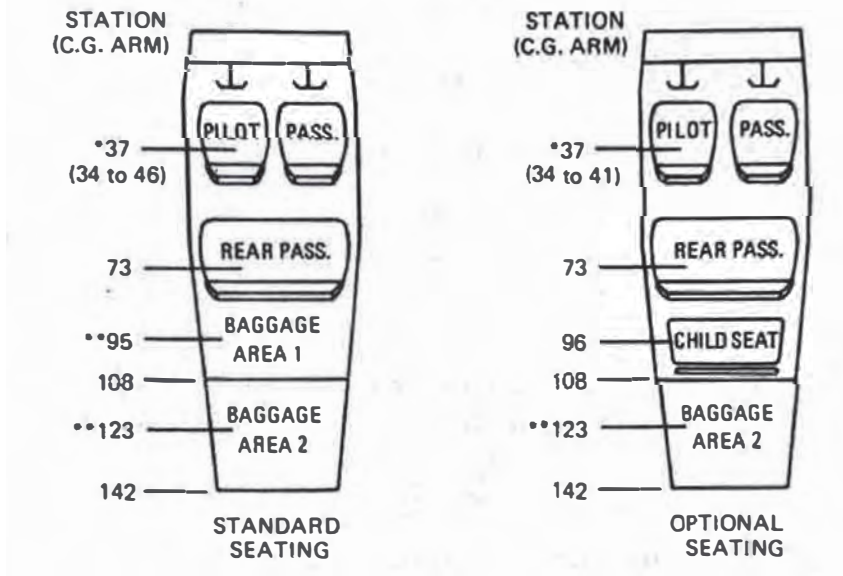 STATION
(C.G. ARM)
PILOT PASS.
*37
(34 to 46)
REAR PASS.
73
BAGGAGE
AREA 1
**95
108
BAGGAGE
AREA 2
**123
142
STANDARD
SEATING
STATION
(C.G. ARM)
PILOT PASS.
*37
(34 to 41)
REAR PASS.
73
96 CHILD SEAT
108
BAGGAGE
AREA 2
**123
142
OPTIONAL
SEATING